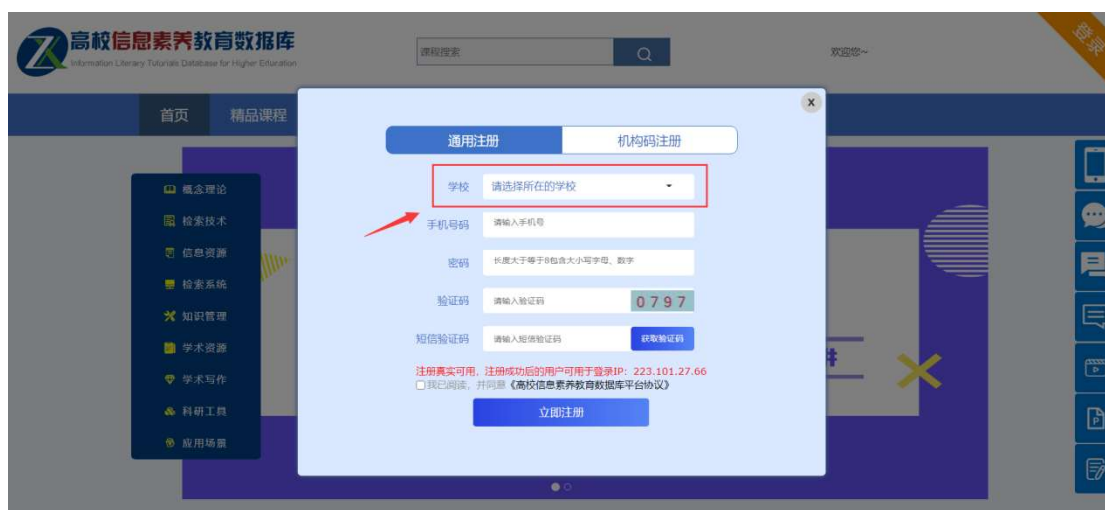 高校信息素养教育数据库
Information Literacy Tutorials Database for Higher Education
课程搜索
欢迎您~
登录
首页
精品课程
x
通用注册
机构码注册
概念理论
检索技术
信息资源
检索系统
知识管理
学术资源
学术写作
科研工具
应用场景
学校
请选择所在的学校
手机号码
请输入手机号
密码
长度大于等于8包含大小写字母、数字
验证码
请输入验证码
0797
短信验证码
请输入短信验证码
获取验证码
注册真实可用，注册成功后的用户可用于登录IP：223.101.27.66
我已阅读，并同意《高校信息素养教育数据库平台协议》
立即注册